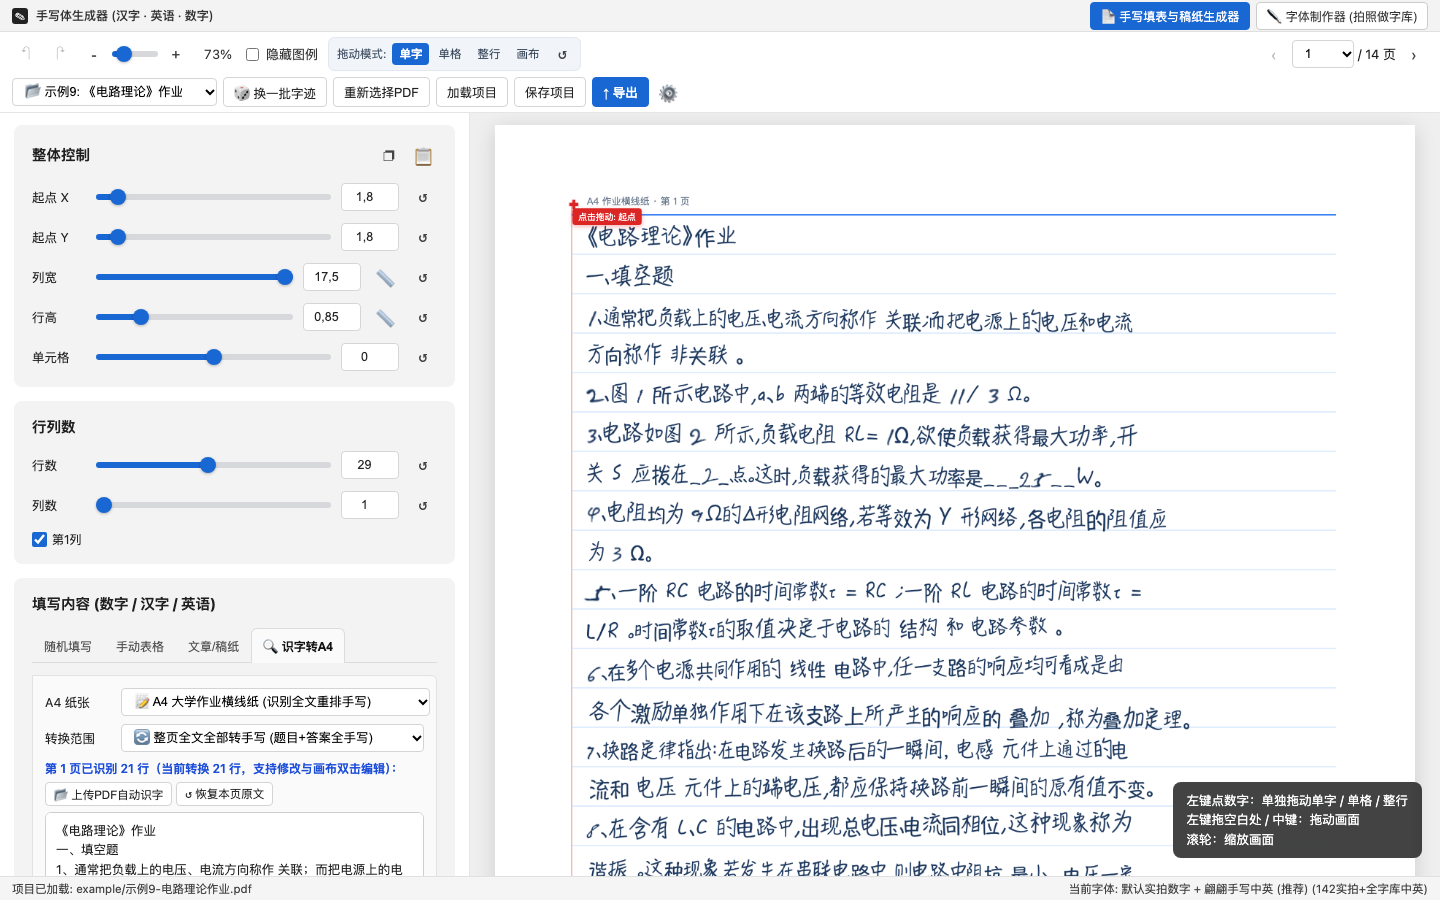 手写体生成器 (汉字 · 英语 · 数字)
手写填表与稿纸生成器
字体制作器 (拍照做字库)
- + 73% 隐藏图例 拖动模式: 单字 单格 整行 画布 ↺
‹ 1 / 14 页 ›
示例9: 《电路理论》作业 换一批字迹 重新选择PDF 加载项目 保存项目 ↑ 导出
整体控制
起点 X 1,8 ↺
起点 Y 1,8 ↺
列宽 17,5 ↺
行高 0,85 ↺
单元格 0 ↺
行列数
行数 29 ↺
列数 1 ↺
第1列
填写内容 (数字 / 汉字 / 英语)
随机填写 手动表格 文章/稿纸 识字转A4
A4 纸张 A4 大学作业横线纸 (识别全文重排手写)
转换范围 整页全文全部转手写 (题目+答案全手写)
第 1 页已识别 21 行（当前转换 21 行，支持修改与画布双击编辑）:
上传PDF自动识字 ↺ 恢复本页原文
《电路理论》作业
一、填空题
1、通常把负载上的电压、电流方向称作 关联；而把电源上的电
A4 作业横线纸 · 第 1 页
点击拖动: 起点
《电路理论》作业
一、填空题
1、通常把负载上的电压、电流方向称作 关联;而把电源上的电压和电流
方向称作 非关联 。
2、图 1 所示电路中,a、b 两端的等效电阻是 11/ 3 Ω。
3、电路如图 2 所示,负载电阻 RL= 1Ω,欲使负载获得最大功率,开
关 S 应拨在_2_点。这时,负载获得的最大功率是___25__W。
4、电阻均为 9Ω的Δ形电阻网络,若等效为 Y 形网络,各电阻的阻值应
为 3 Ω。
5、一阶 RC 电路的时间常数τ = RC ;一阶 RL 电路的时间常数τ =
L/R 。时间常数τ的取值决定于电路的 结构 和 电路参数 。
6、在多个电源共同作用的 线性 电路中,任一支路的响应均可看成是由
各个激励单独作用下在该支路上所产生的响应的 叠加 ,称为叠加定理。
7、换路定律指出:在电路发生换路后的一瞬间, 电感 元件上通过的电
流和 电压 元件上的端电压,都应保持换路前一瞬间的原有值不变。
8、在含有 L、C 的电路中,出现总电压、电流同相位,这种现象称为
谐振 。这种现象若发生在串联电路中,则电路中阻抗 最小 ,电压一定
左键点数字：单独拖动单字 / 单格 / 整行
左键拖空白处 / 中键：拖动画面
滚轮：缩放画面
项目已加载: example/示例9-电路理论作业.pdf
当前字体: 默认实拍数字 + 翩翩手写中英 (推荐) (142实拍+全字库中英)